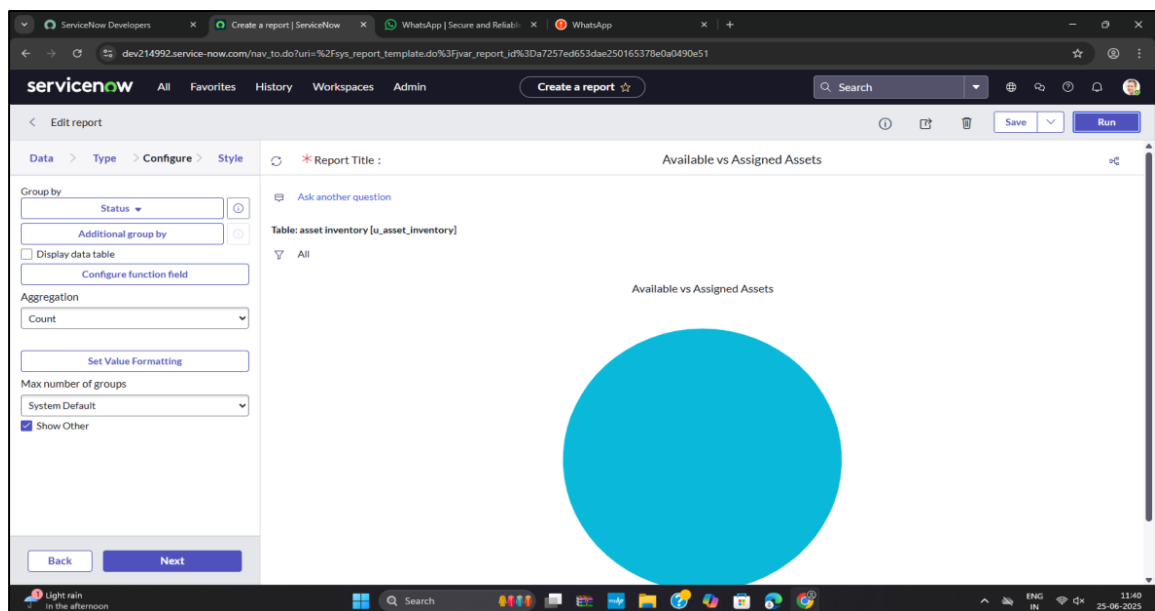 ServiceNow Developers
Create a report | ServiceNow
WhatsApp | Secure and Reliable
WhatsApp
dev214992.service-now.com/nav_to.do?uri=%2Fsys_report_template.do%3Fjvar_report_id%3Da7257ed653dae250165378e0a0490e51
servicenow All Favorites History Workspaces Admin Create a report Search
Edit report Save Run
Data > Type > Configure > Style
* Report Title : Available vs Assigned Assets
Ask another question
Group by
Status
Additional group by
Table: asset inventory [u_asset_inventory]
Display data table
All
Configure function field
Available vs Assigned Assets
Aggregation
Count
Set Value Formatting
Max number of groups
System Default
Show Other
Back Next
1 Light rain
In the afternoon
Search
ENG
IN
11:40
25-06-2025